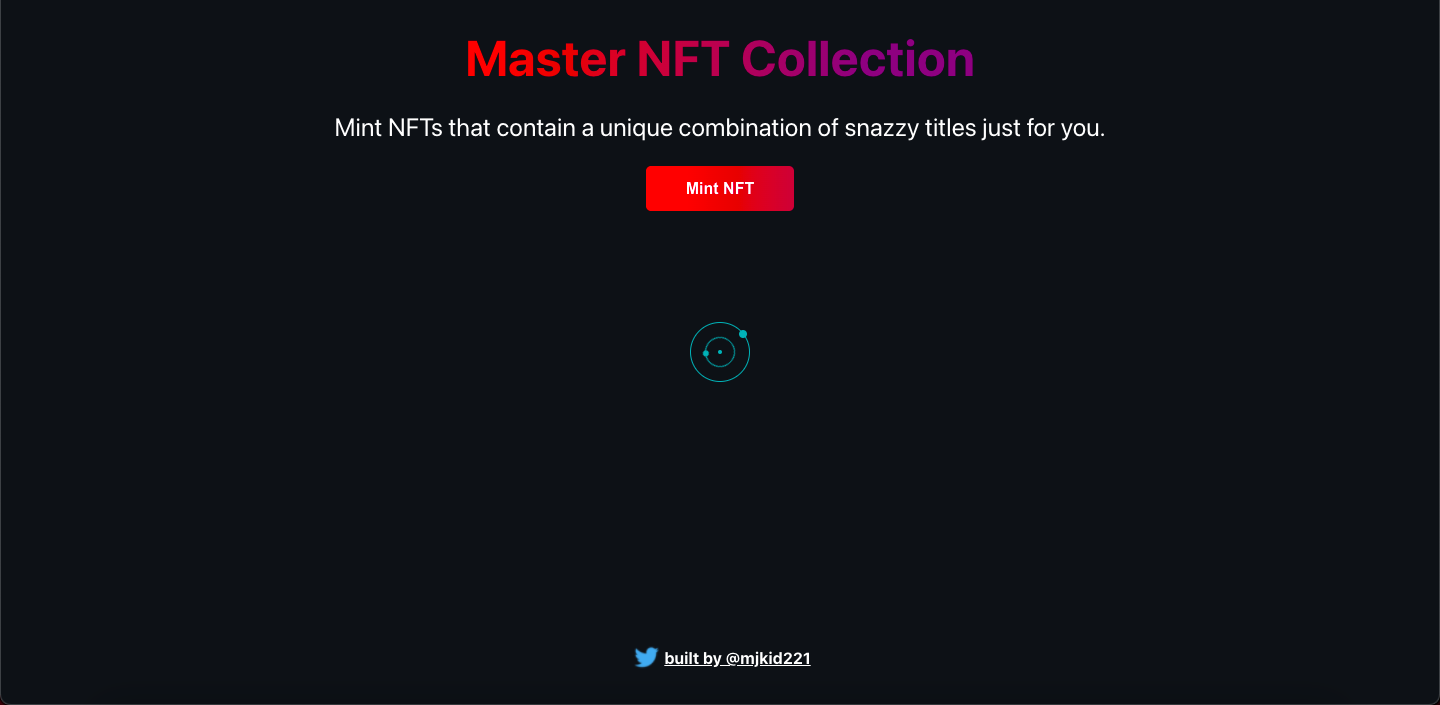 Master NFT Collection
Mint NFTs that contain a unique combination of snazzy titles just for you.
Mint NFT
built by @mjkid221